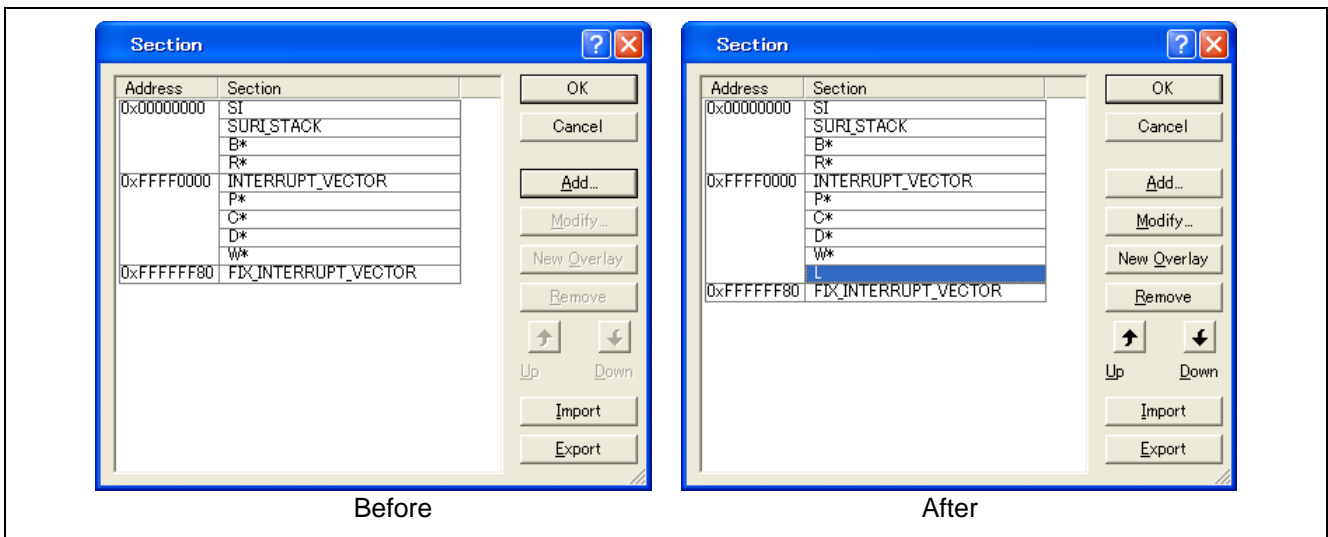 Section
Address Section
0x00000000 SI
SURI_STACK
B*
R*
0xFFFF0000 INTERRUPT_VECTOR
P*
C*
D*
W*
0xFFFFFF80 FIX_INTERRUPT_VECTOR
OK
Cancel
Add...
Modify...
New Overlay
Remove
Up Down
Import
Export
Before
Section
Address Section
0x00000000 SI
SURI_STACK
B*
R*
0xFFFF0000 INTERRUPT_VECTOR
P*
C*
D*
W*
L
0xFFFFFF80 FIX_INTERRUPT_VECTOR
OK
Cancel
Add...
Modify...
New Overlay
Remove
Up Down
Import
Export
After